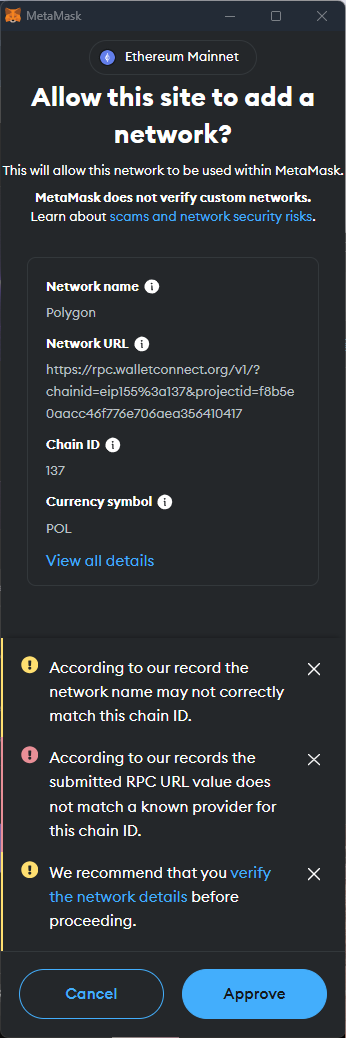 MetaMask
Ethereum Mainnet
Allow this site to add a
network?
This will allow this network to be used within MetaMask.
MetaMask does not verify custom networks.
Learn about scams and network security risks.
Network name
Polygon
Network URL
https://rpc.walletconnect.org/v1/?
chainid=eip155%3a137&projectid=f8b5e
0aacc46f776e706aea356410417
Chain ID
137
Currency symbol
POL
View all details
According to our record the
network name may not correctly
match this chain ID.
According to our records the
submitted RPC URL value does
not match a known provider for
this chain ID.
We recommend that you verify
the network details before
proceeding.
Cancel
Approve